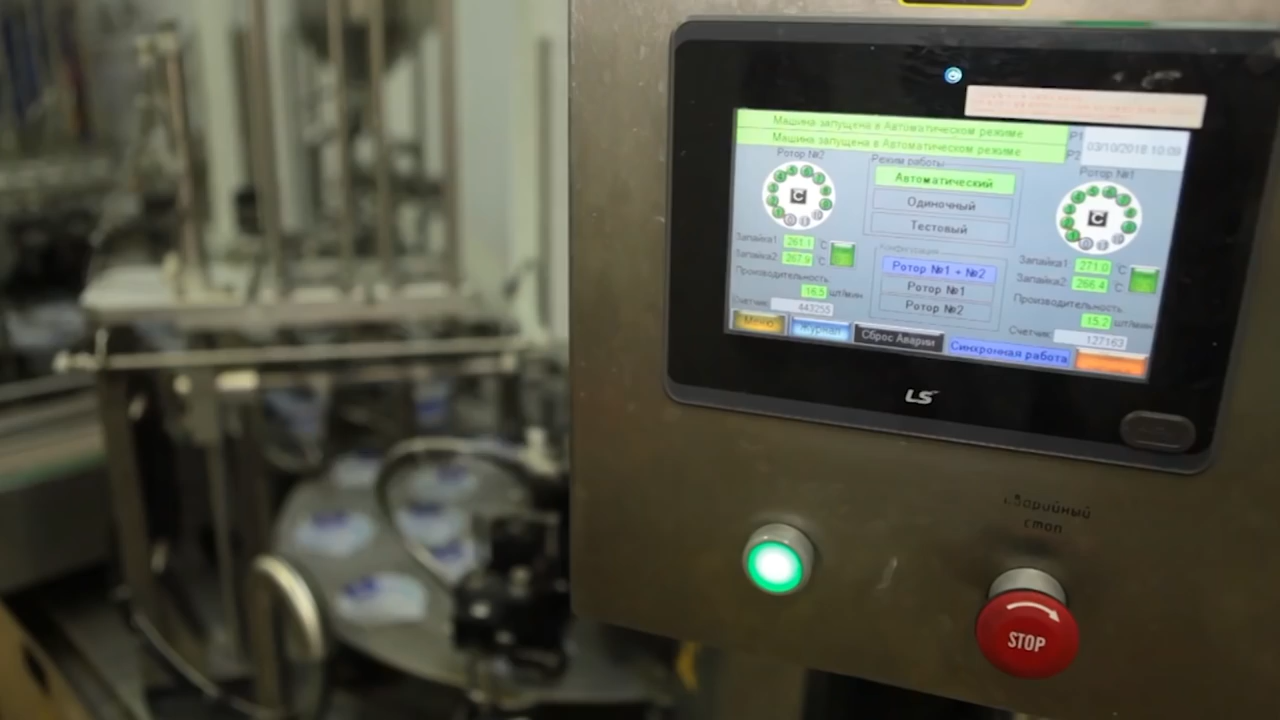 Машина запущена в Автоматическом режиме
Машина запущена в Автоматическом режиме
P1
P2
03/10/2018 10:09
Ротор №2
Режим работы
Ротор №1
Автоматический
Одиночный
Тестовый
Запайка1 261.1 °C
Запайка2 267.9 °C
Производительность
16.5 шт/мин
Счетчик: 443255
Конфигурация
Ротор №1 + №2
Ротор №1
Ротор №2
Запайка1 271.0 °C
Запайка2 266.4 °C
Производительность
15.2 шт/мин
Счетчик: 127163
Меню
Журнал
Сброс Аварии
Синхронная работа
LS
Аварийный
стоп
STOP